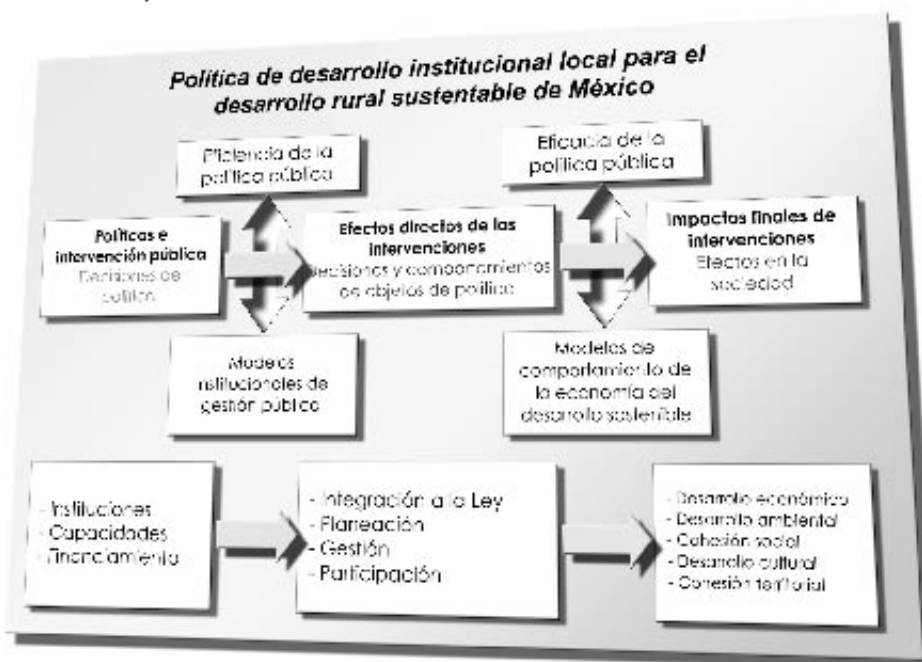 Política de desarrollo institucional local para el
desarrollo rural sustentable de México
Eficiencia de la
política pública
Eficacia de la
política pública
Políticas e
intervención pública
Decisiones de
política
Efectos directos de las
intervenciones
Decisiones y comportamientos
de objetos de política
Impactos finales de
intervenciones
Efectos en la
sociedad
Modelos
institucionales de
gestión pública
Modelos de
comportamiento de
la economía del
desarrollo sostenible
- Instituciones
- Capacidades
- Financiamiento
- Integración a la Ley
- Planeación
- Gestión
- Participación
- Desarrollo económico
- Desarrollo ambiental
- Cohesión social
- Desarrollo cultural
- Cohesión territorial